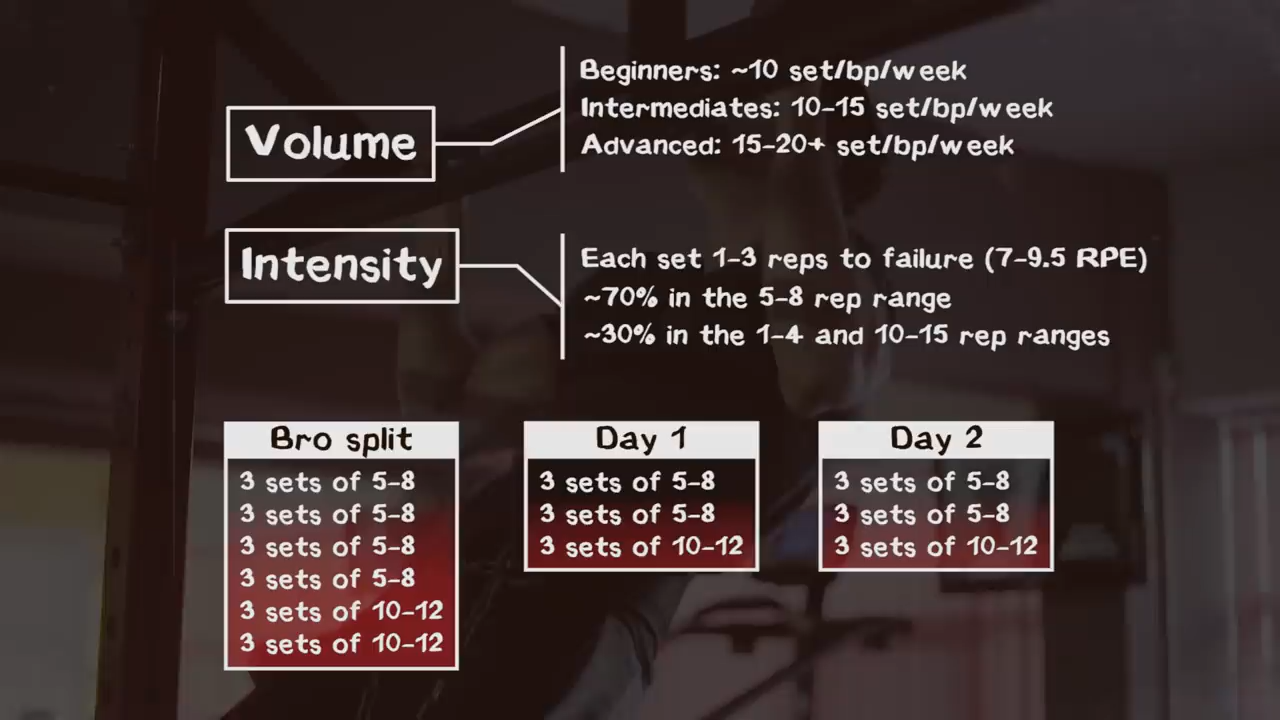 Volume
Beginners: ~10 set/bp/week
Intermediates: 10-15 set/bp/week
Advanced: 15-20+ set/bp/week
Intensity
Each set 1-3 reps to failure (7-9.5 RPE)
~70% in the 5-8 rep range
~30% in the 1-4 and 10-15 rep ranges
Bro split
3 sets of 5-8
3 sets of 5-8
3 sets of 5-8
3 sets of 5-8
3 sets of 10-12
3 sets of 10-12
Day 1
3 sets of 5-8
3 sets of 5-8
3 sets of 10-12
Day 2
3 sets of 5-8
3 sets of 5-8
3 sets of 10-12